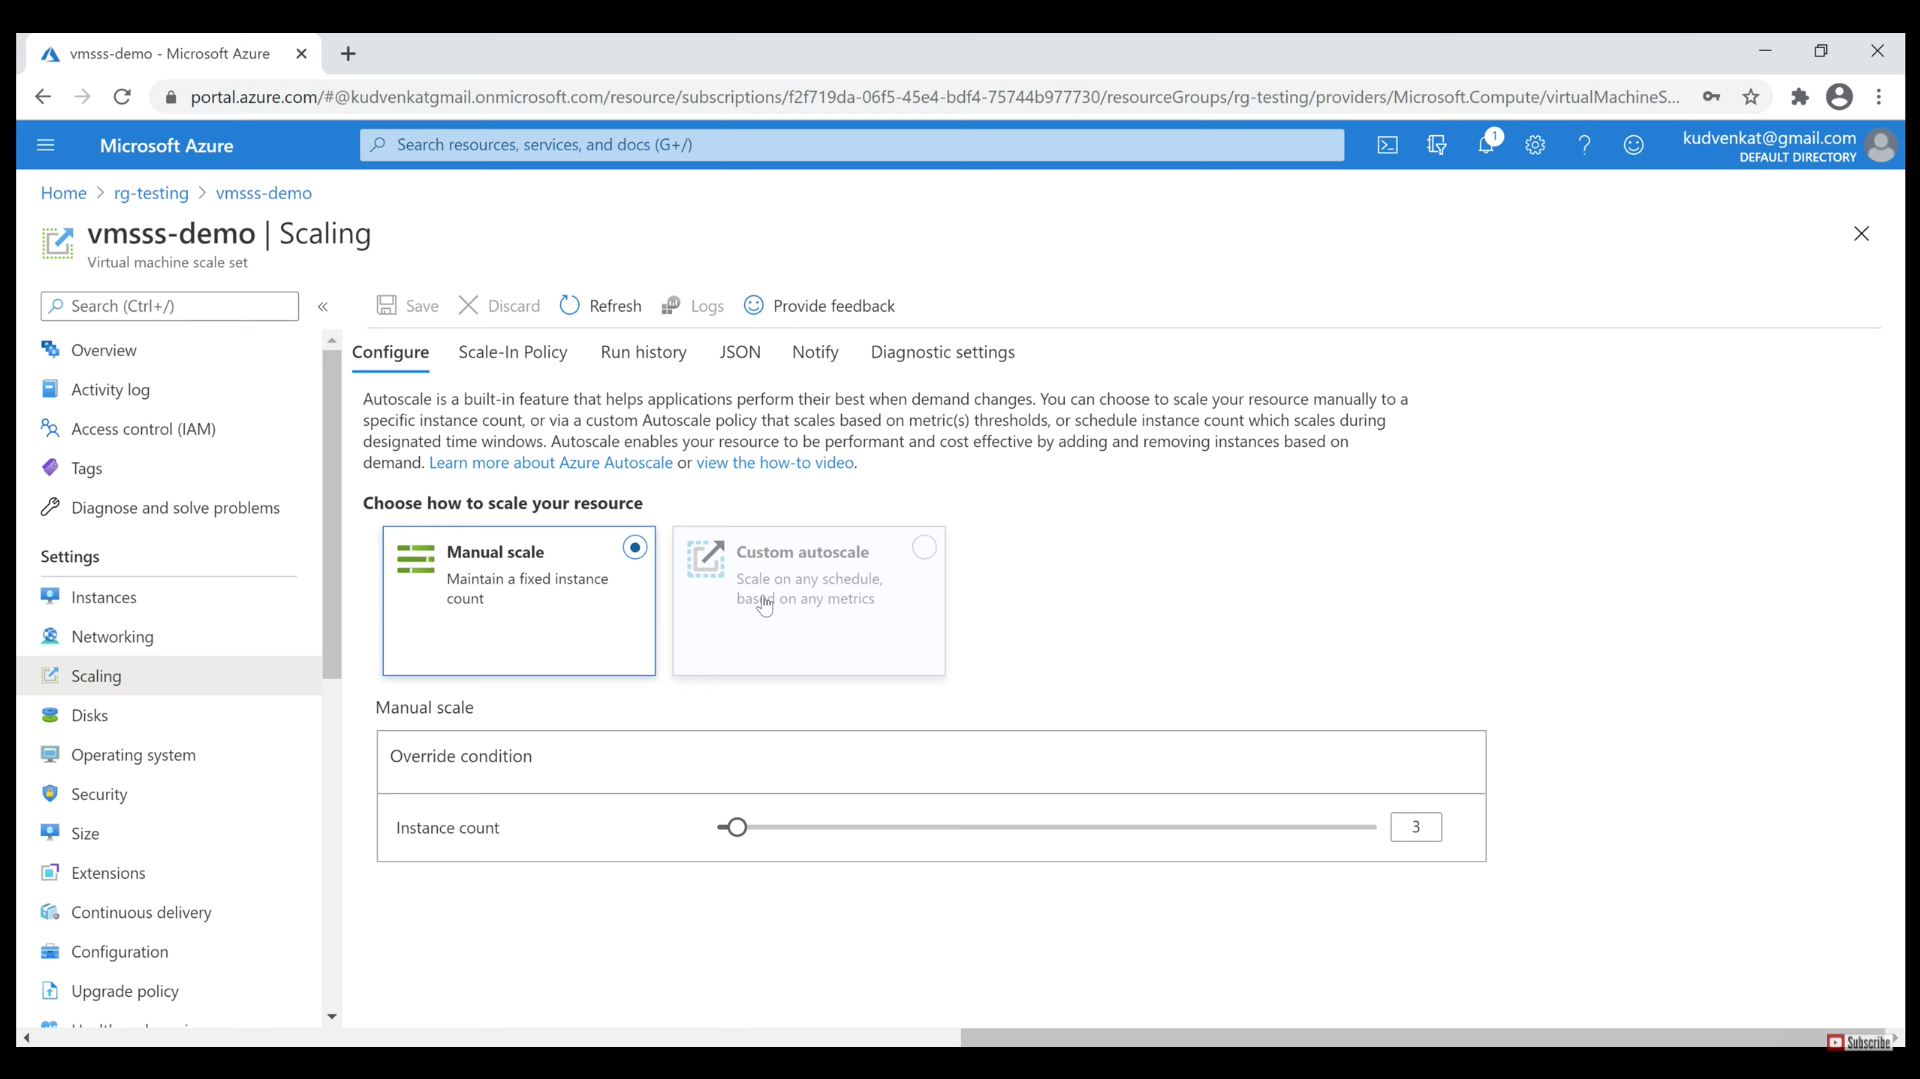 vmsss-demo - Microsoft Azure
portal.azure.com/#@kudvenkatgmail.onmicrosoft.com/resource/subscriptions/f2f719da-06f5-45e4-bdf4-75744b977730/resourceGroups/rg-testing/providers/Microsoft.Compute/virtualMachineS...
Microsoft Azure
Search resources, services, and docs (G+/)
1
kudvenkat@gmail.com
DEFAULT DIRECTORY
Home > rg-testing > vmsss-demo
vmsss-demo | Scaling
Virtual machine scale set
Search (Ctrl+/)
«
Save
Discard
Refresh
Logs
Provide feedback
Overview
Activity log
Access control (IAM)
Tags
Diagnose and solve problems
Settings
Instances
Networking
Scaling
Disks
Operating system
Security
Size
Extensions
Continuous delivery
Configuration
Upgrade policy
Configure
Scale-In Policy
Run history
JSON
Notify
Diagnostic settings
Autoscale is a built-in feature that helps applications perform their best when demand changes. You can choose to scale your resource manually to a
specific instance count, or via a custom Autoscale policy that scales based on metric(s) thresholds, or schedule instance count which scales during
designated time windows. Autoscale enables your resource to be performant and cost effective by adding and removing instances based on
demand. Learn more about Azure Autoscale or view the how-to video.
Choose how to scale your resource
Manual scale
Maintain a fixed instance
count
Custom autoscale
Scale on any schedule,
based on any metrics
Manual scale
Override condition
Instance count
3
Subscribe